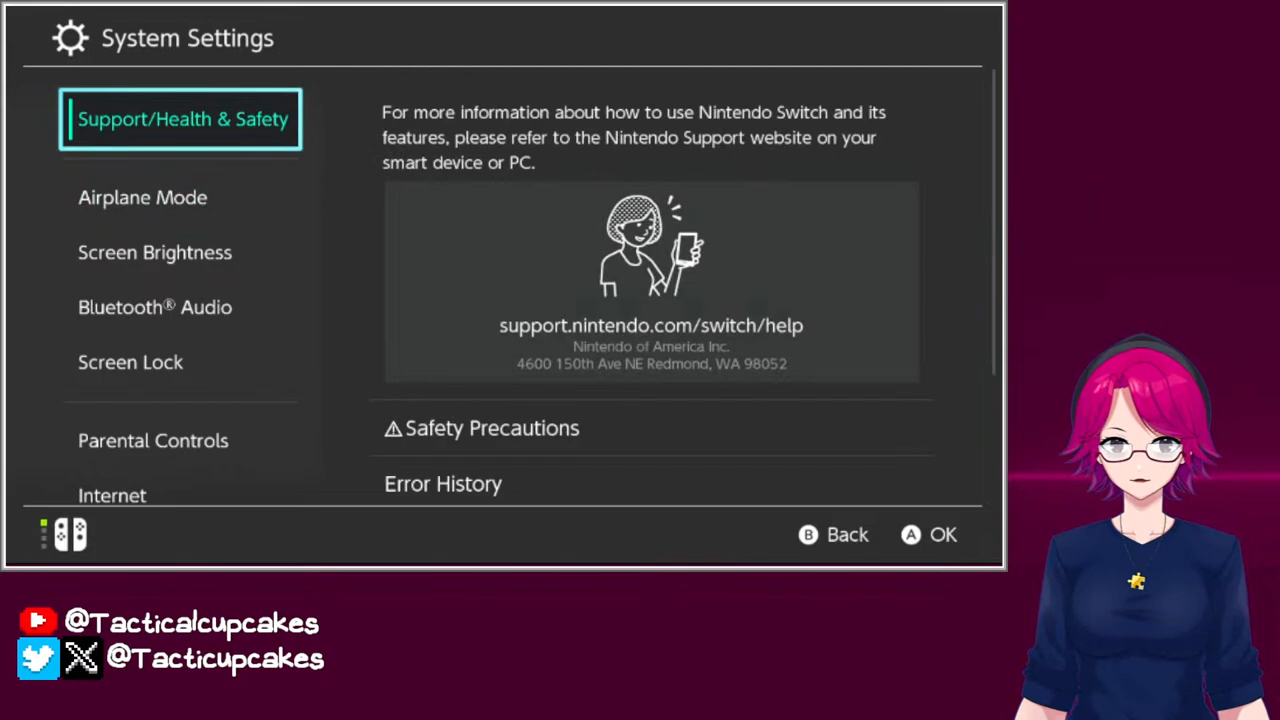 System Settings
Support/Health & Safety
Airplane Mode
Screen Brightness
Bluetooth® Audio
Screen Lock
Parental Controls
Internet
For more information about how to use Nintendo Switch and its
features, please refer to the Nintendo Support website on your
smart device or PC.
support.nintendo.com/switch/help
Nintendo of America Inc.
4600 150th Ave NE Redmond, WA 98052
⚠Safety Precautions
Error History
B Back
A OK
@Tacticalcupcakes
@Tacticupcakes